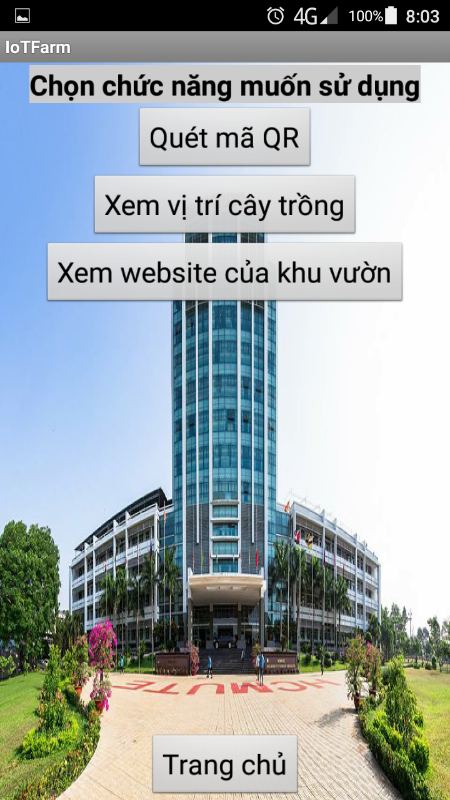 4G 100% 8:03
IoTFarm
Chọn chức năng muốn sử dụng
Quét mã QR
Xem vị trí cây trồng
Xem website của khu vườn
HCMUTE
Trang chủ